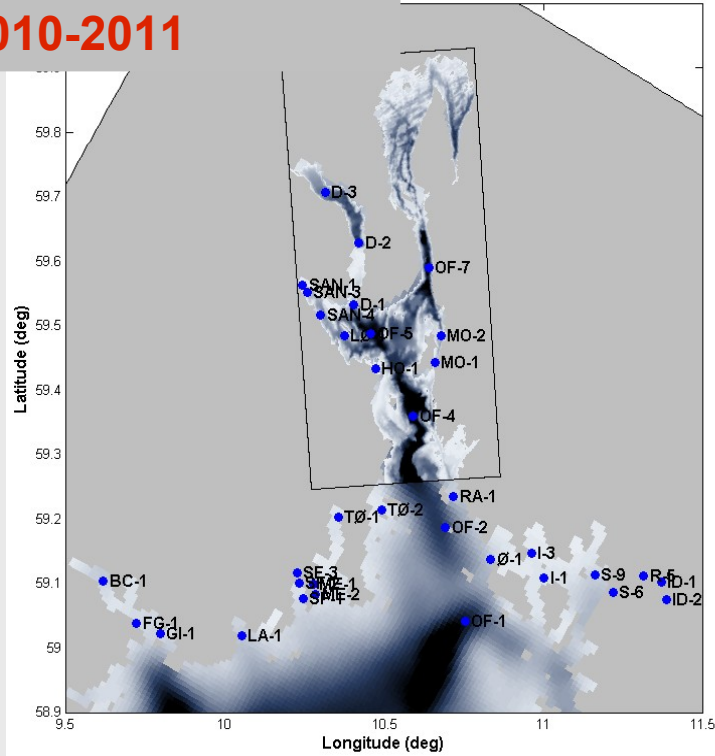 010-2011
59.8
59.7
59.6
59.5
59.4
59.3
59.2
59.1
59
58.9
9.5
10
10.5
11
11.5
Latitude (deg)
Longitude (deg)
D-3
D-2
OF-7
SAN-1
SAN-3
D-1
SAN-4
OF-5
MO-2
MO-1
HO-1
OF-4
RA-1
TØ-2
TØ-1
OF-2
I-3
Ø-1
SF-3
BC-1
I-1
S-9
R-5
ID-1
S-6
ID-2
FG-1
GI-1
LA-1
OF-1